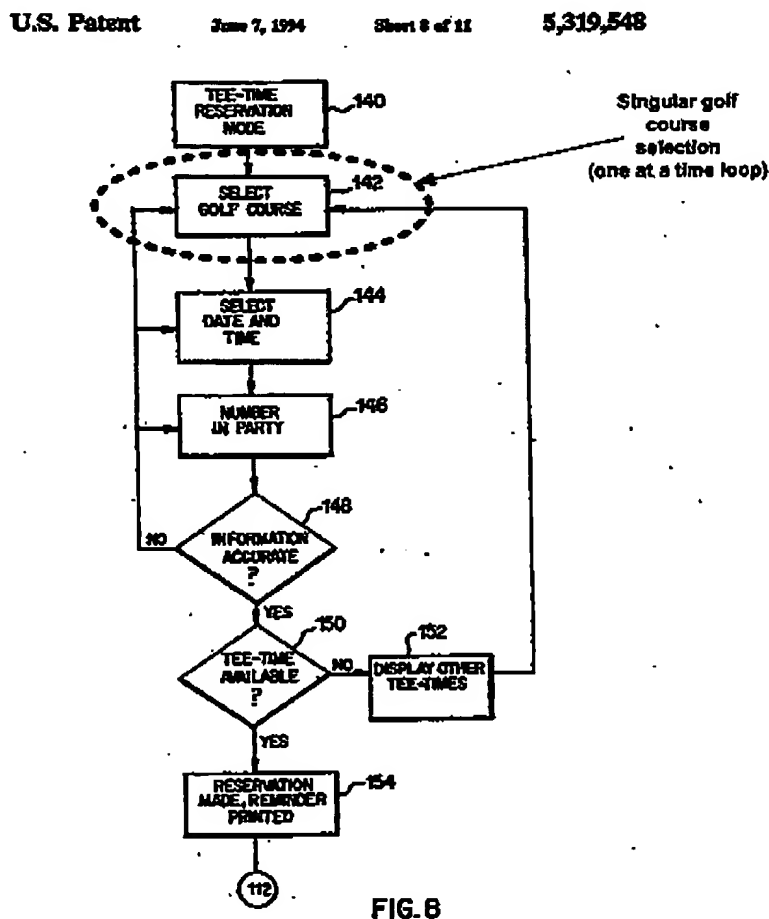 U.S. Patent June 7, 1994 Sheet 8 of 11 5,319,548
TEE-TIME
RESERVATION
MODE
140
Singular golf
course
selection
(one at a time loop)
SELECT
GOLF COURSE
142
SELECT
DATE AND
TIME
144
NUMBER
IN PARTY
146
INFORMATION
ACCURATE
?
148
NO
YES
TEE-TIME
AVAILABLE
?
150
NO
DISPLAY OTHER
TEE-TIMES
152
YES
RESERVATION
MADE, REMINDER
PRINTED
154
112
FIG. 8